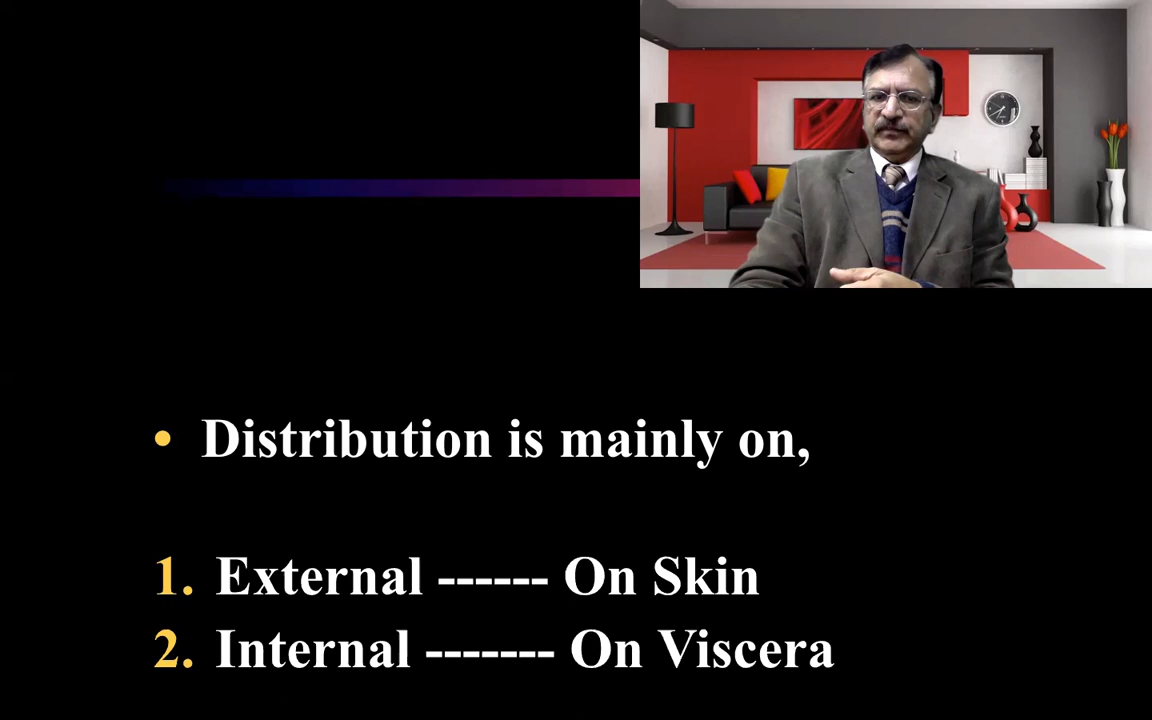 • Distribution is mainly on,
1. External ------ On Skin
2. Internal ------- On Viscera